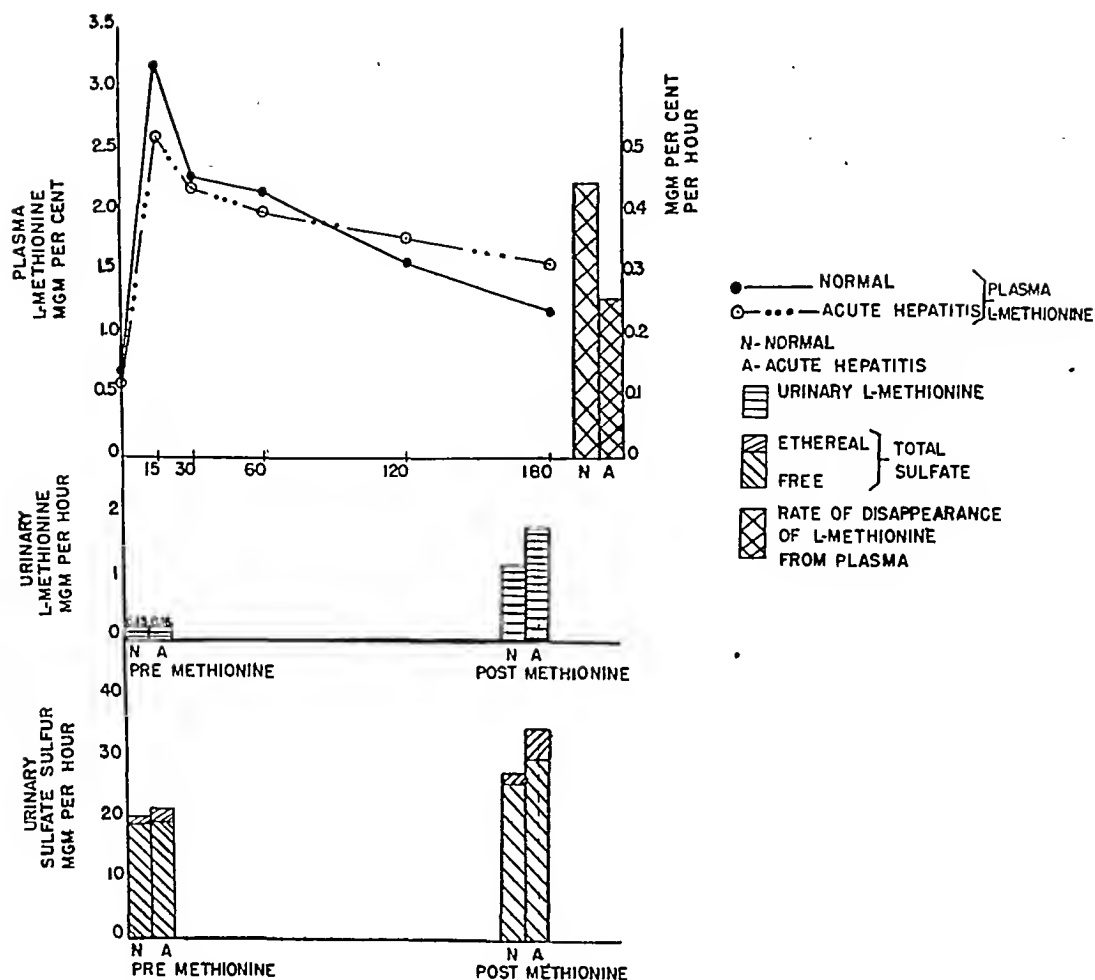 3.5
3.0
2.5
2.0
1.5
1.0
0.5
0
PLASMA
L-METHIONINE
MGM PER CENT
15 30 60 120 180
N A
0.5
0.4
0.3
0.2
0.1
0
MGM PER CENT
PER HOUR
NORMAL
ACUTE HEPATITIS
PLASMA
L-METHIONINE
N-NORMAL
A-ACUTE HEPATITIS
URINARY L-METHIONINE
ETHEREAL
FREE
TOTAL
SULFATE
RATE OF DISAPPEARANCE
OF L-METHIONINE
FROM PLASMA
2
1
0
URINARY
L-METHIONINE
MGM PER HOUR
N A
PRE METHIONINE
N A
POST METHIONINE
40
30
20
10
0
URINARY
SULFATE SULFUR
MGM PER HOUR
N A
PRE METHIONINE
N A
POST METHIONINE